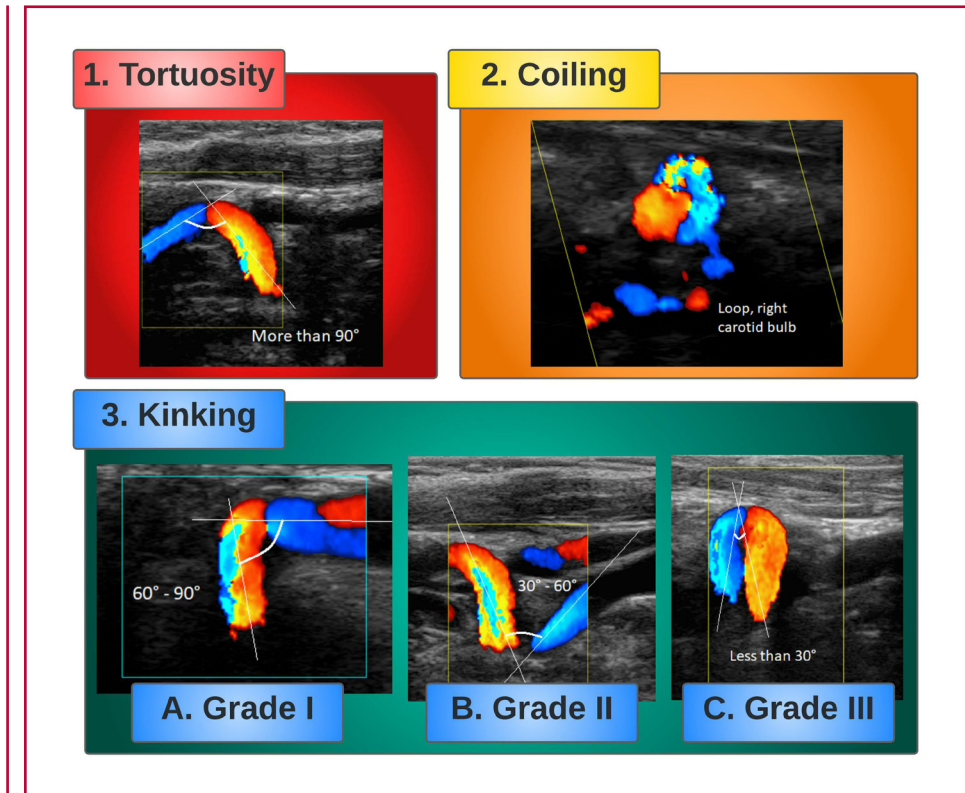 1. Tortuosity
2. Coiling
More than 90°
Loop, right
carotid bulb
3. Kinking
60° - 90°
30° - 60°
Less than 30°
A. Grade I
B. Grade II
C. Grade III